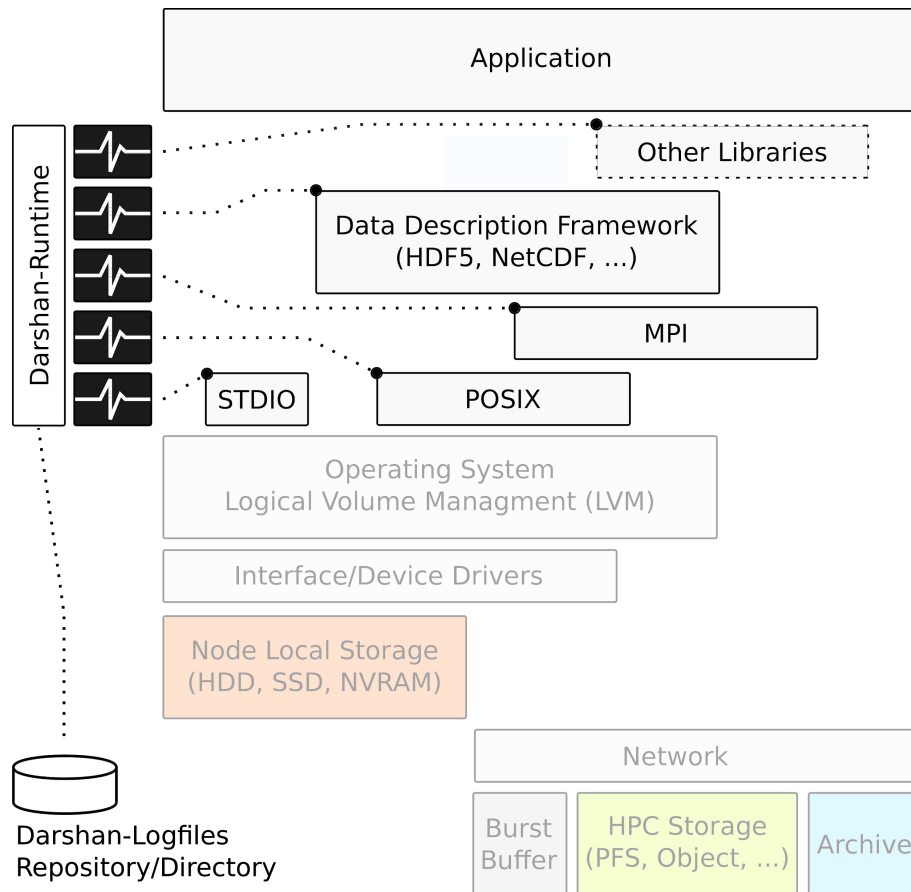 Application
Darshan-Runtime
Other Libraries
Data Description Framework
(HDF5, NetCDF, ...)
MPI
STDIO
POSIX
Operating System
Logical Volume Managment (LVM)
Interface/Device Drivers
Node Local Storage
(HDD, SSD, NVRAM)
Network
Burst
Buffer
HPC Storage
(PFS, Object, ...)
Archive
Darshan-Logfiles
Repository/Directory